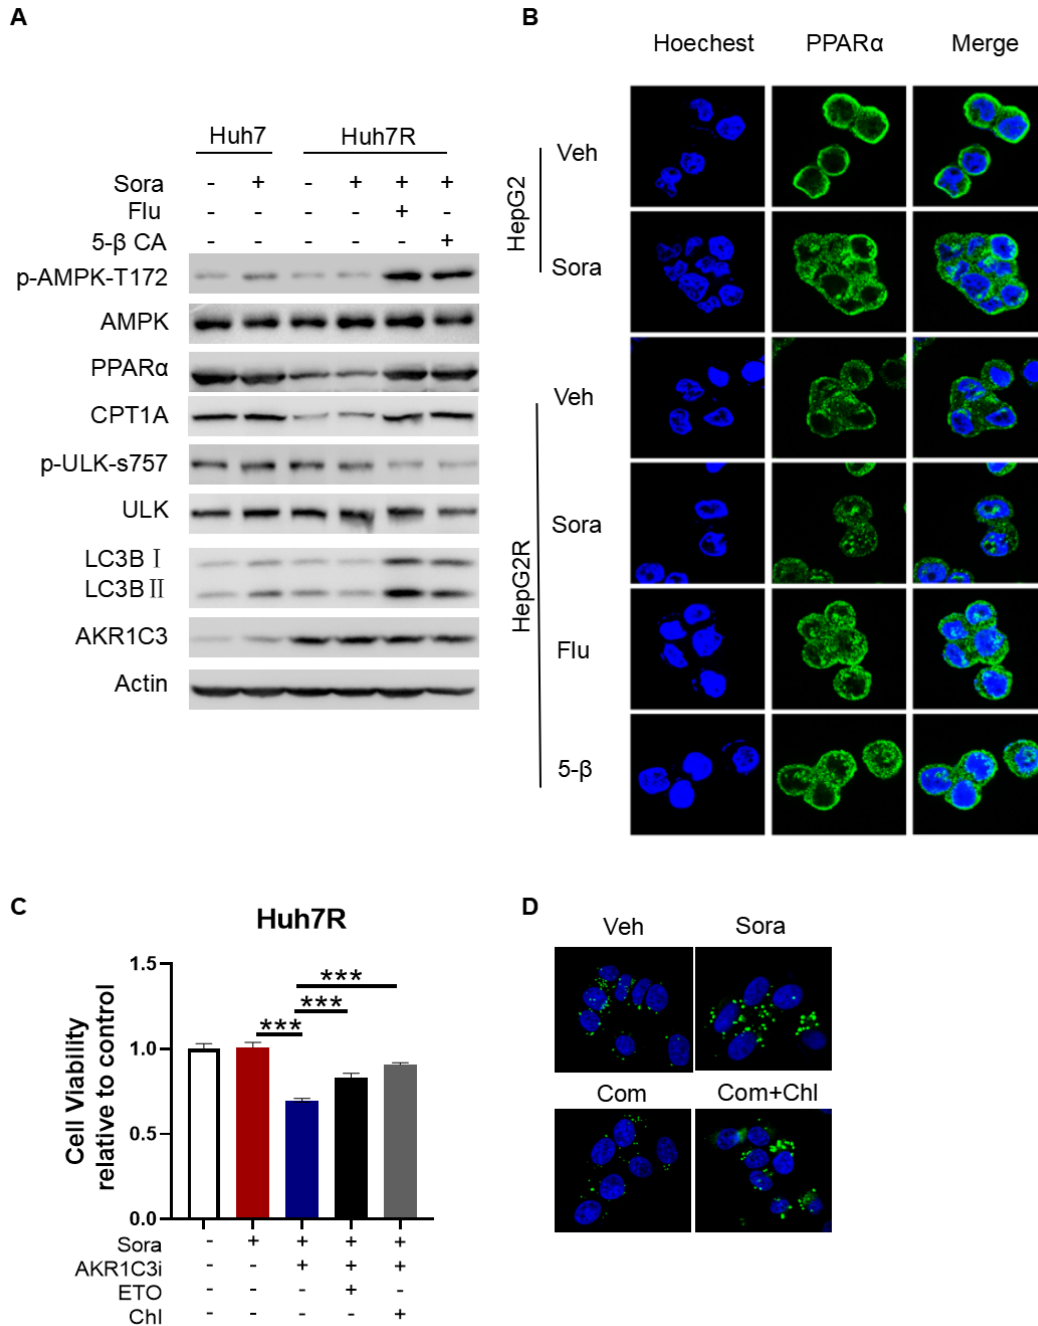 A
Huh7 Huh7R
Sora - + - + + +
Flu - - - - + -
5-β CA - - - - - +
p-AMPK-T172
AMPK
PPARα
CPT1A
p-ULK-s757
ULK
LC3B Ⅰ
LC3B Ⅱ
AKR1C3
Actin
B
Hoechest PPARα Merge
HepG2
Veh
Sora
HepG2R
Veh
Sora
Flu
5-β
C
Huh7R
Cell Viability
relative to control
1.5
1.0
0.5
0.0
***
***
***
Sora - + + + +
AKR1C3i - - + + +
ETO - - - + -
Chl - - - - +
D
Veh Sora
Com Com+Chl